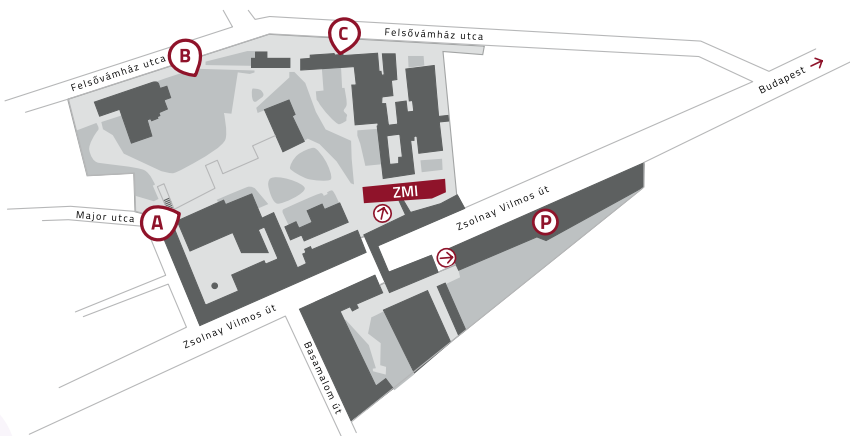 C
Felsővámház utca
B
Felsővámház utca
Budapest
ZMI
Zsolnay Vilmos út
Major utca
A
P
Zsolnay Vilmos út
Basamalom út